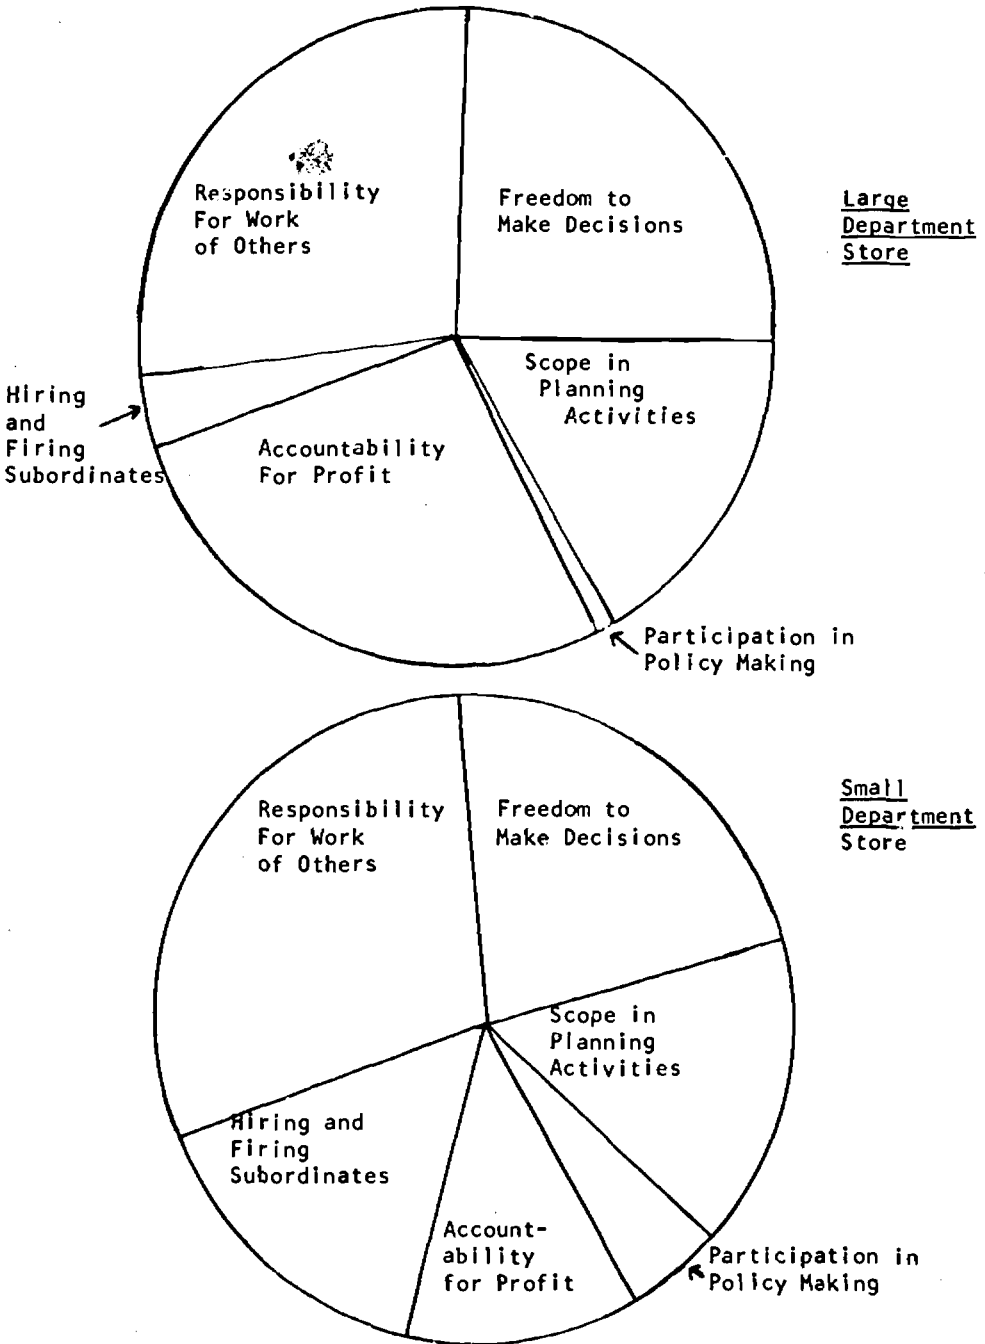 Responsibility
For Work
of Others
Freedom to
Make Decisions
Large
Department
Store
Scope in
Planning
Activities
Hiring
and
Firing
Subordinates
Accountability
For Profit
Participation in
Policy Making
Responsibility
For Work
of Others
Freedom to
Make Decisions
Small
Department
Store
Scope in
Planning
Activities
Hiring and
Firing
Subordinates
Account-
ability
for Profit
Participation in
Policy Making